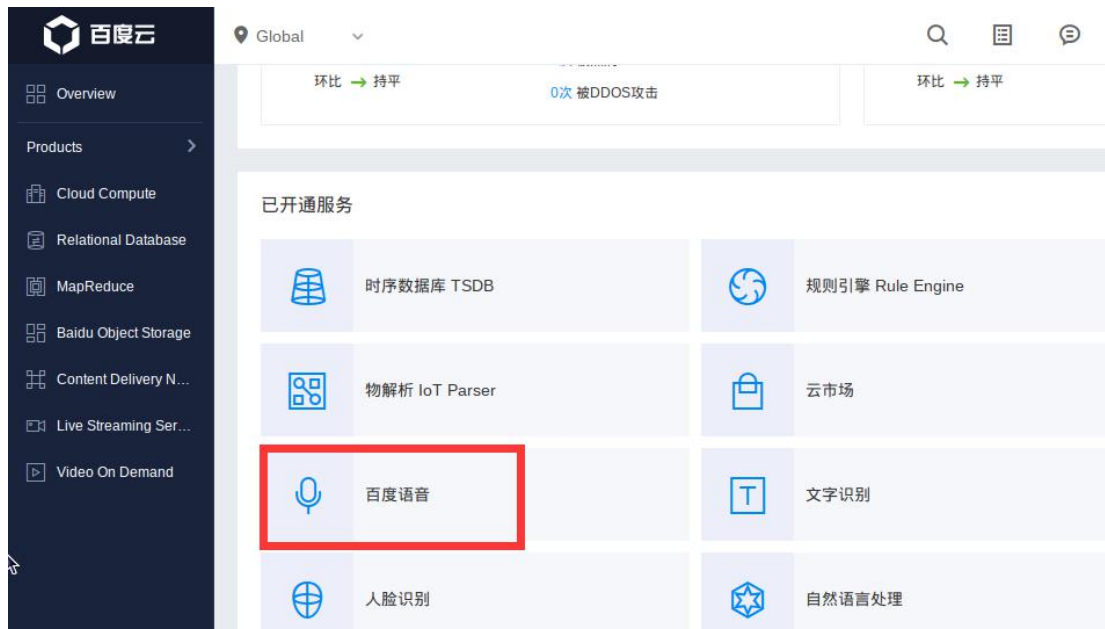 百度云
Global
Overview
Products
Cloud Compute
Relational Database
MapReduce
Baidu Object Storage
Content Delivery N...
Live Streaming Ser...
Video On Demand
环比 → 持平
0次 被DDOS攻击
环比 → 持平
已开通服务
时序数据库 TSDB
规则引擎 Rule Engine
物解析 IoT Parser
云市场
百度语音
T
文字识别
人脸识别
自然语言处理